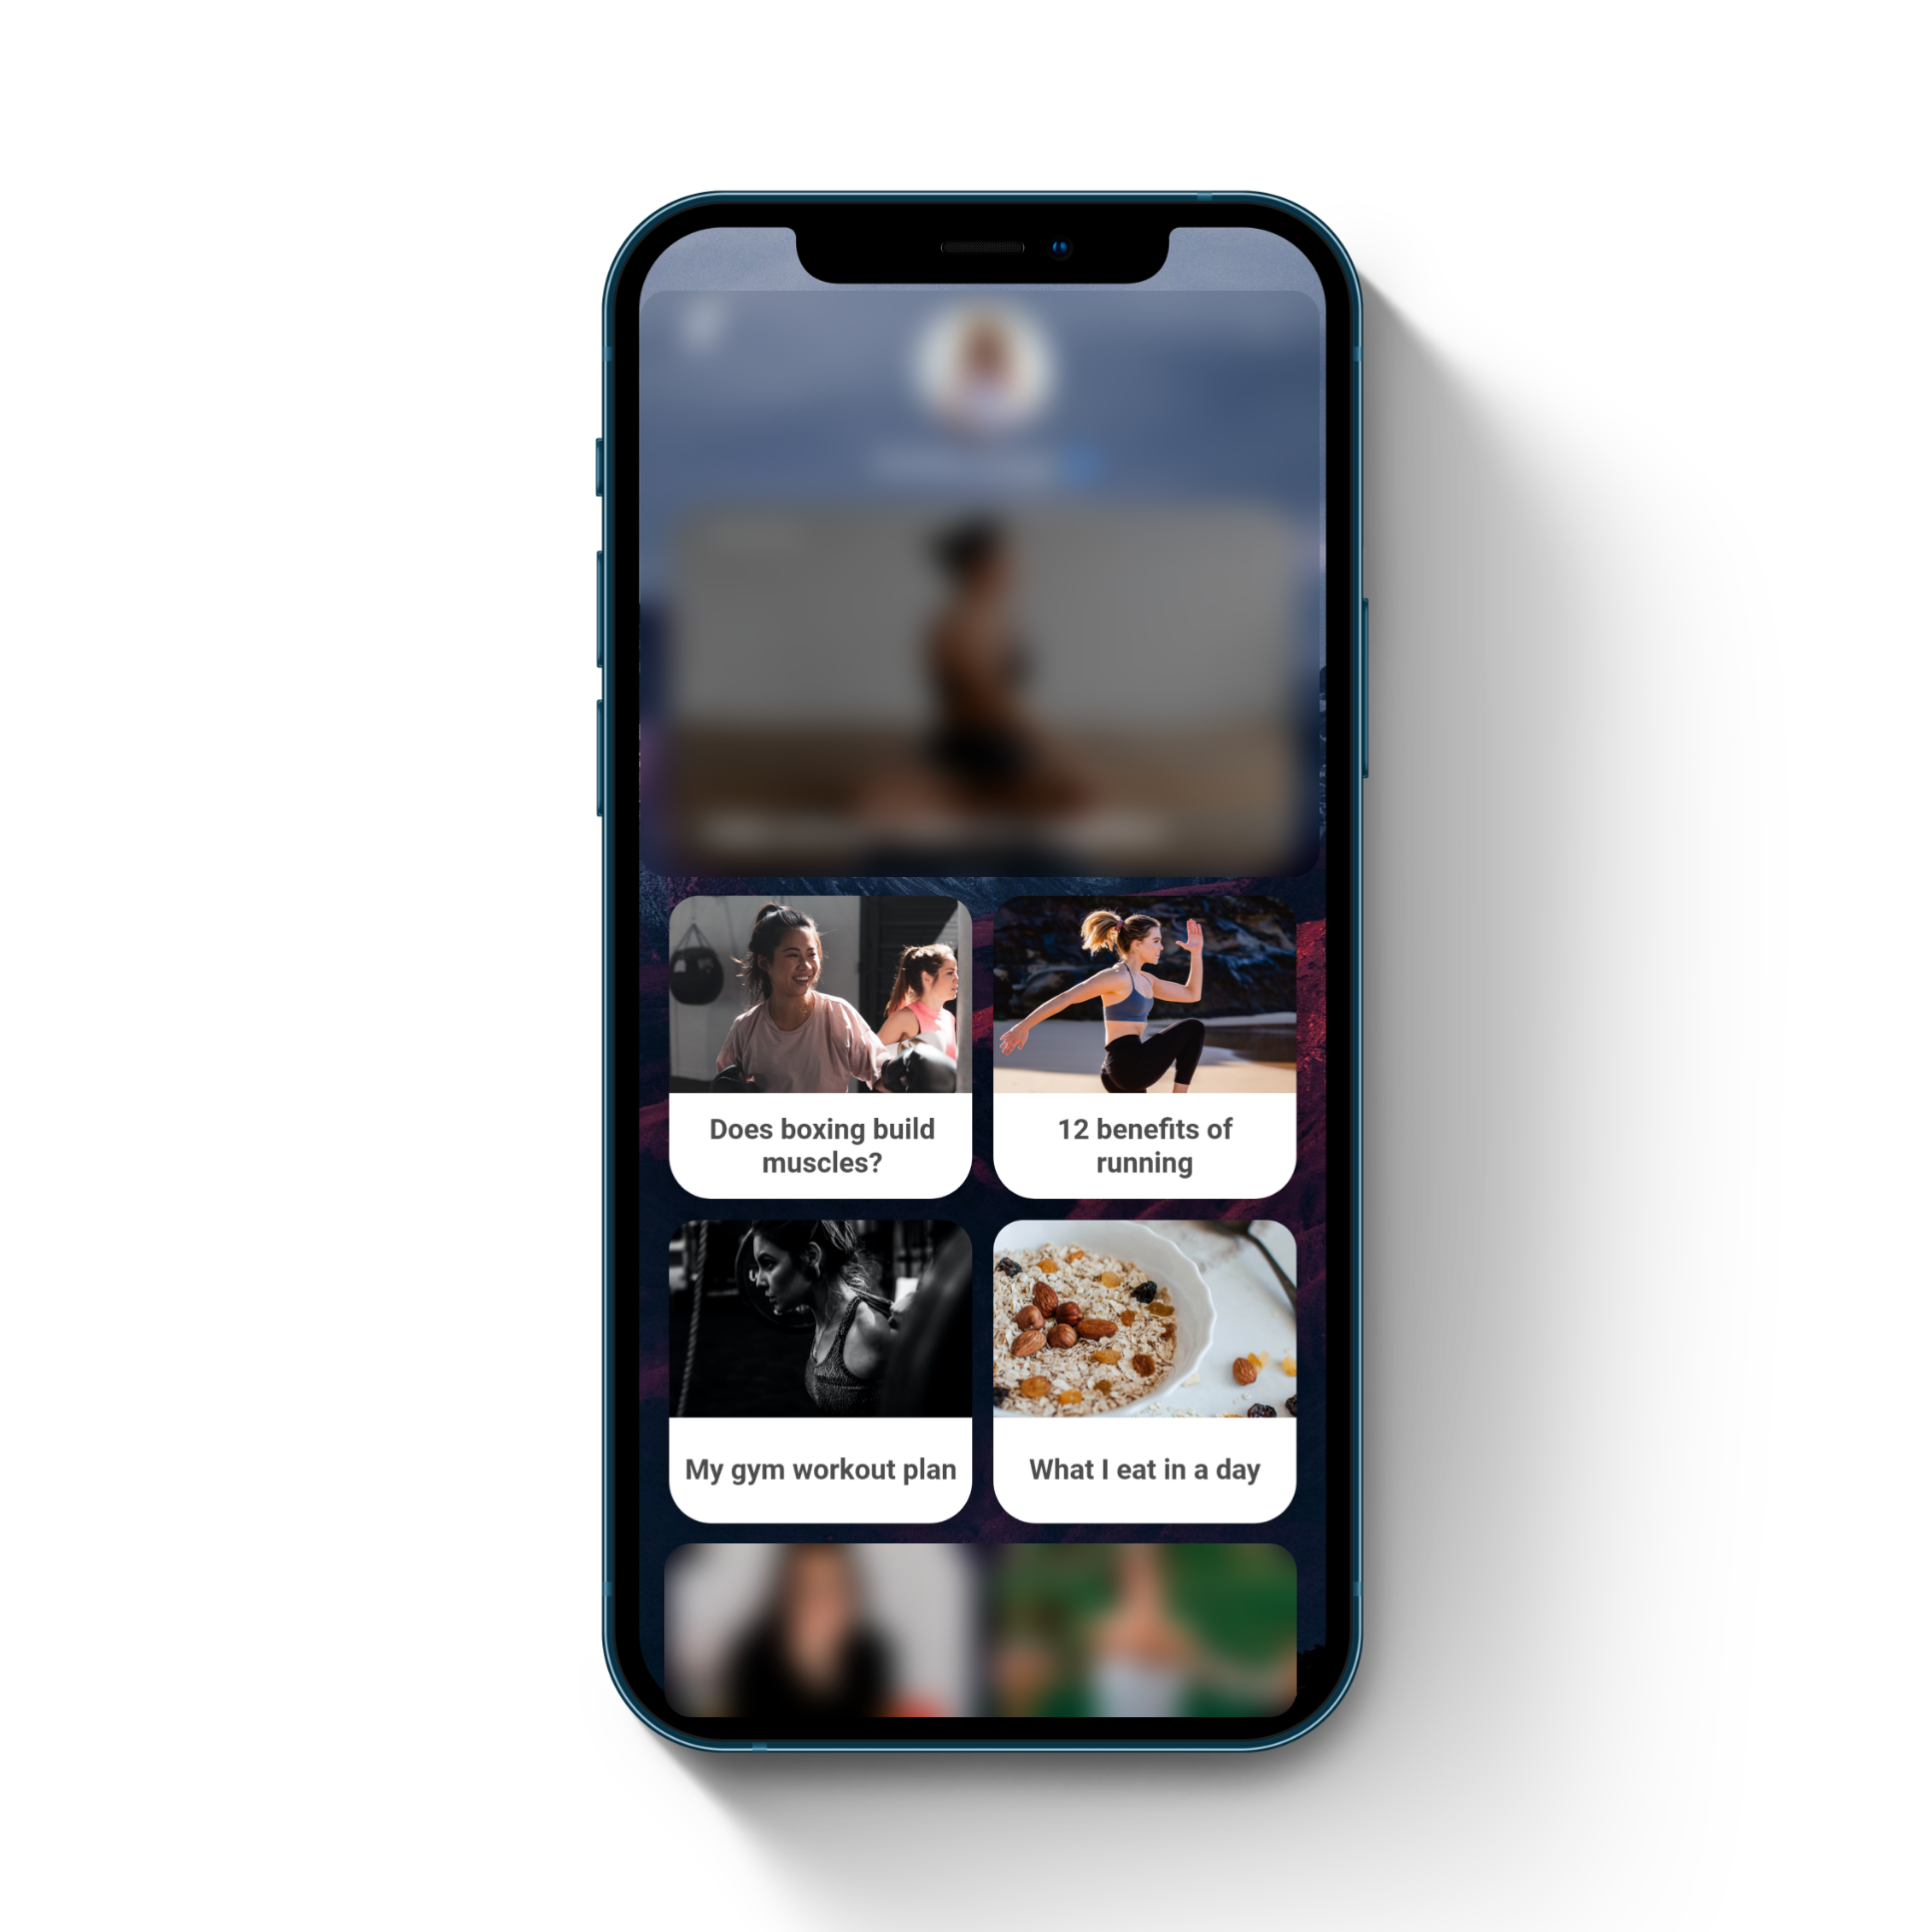 Does boxing build
muscles?
12 benefits of
running
My gym workout plan
What I eat in a day